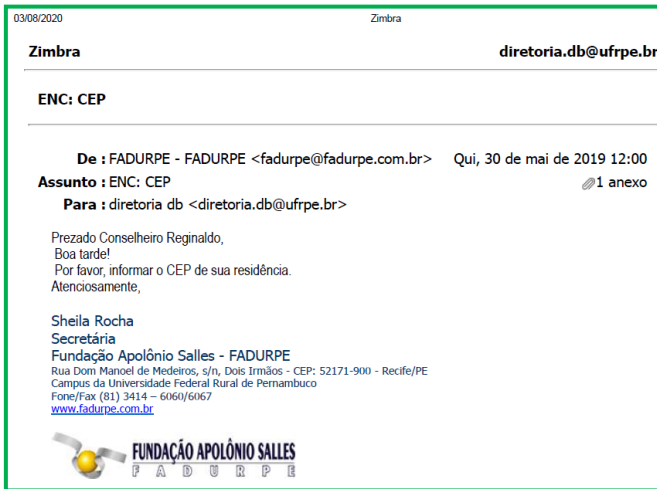 03/08/2020 Zimbra
Zimbra diretoria.db@ufrpe.br
ENC: CEP
De : FADURPE - FADURPE <fadurpe@fadurpe.com.br> Qui, 30 de mai de 2019 12:00
Assunto : ENC: CEP 1 anexo
Para : diretoria db <diretoria.db@ufrpe.br>
Prezado Conselheiro Reginaldo,
Boa tarde!
Por favor, informar o CEP de sua residência.
Atenciosamente,
Sheila Rocha
Secretária
Fundação Apolônio Salles - FADURPE
Rua Dom Manoel de Medeiros, s/n, Dois Irmãos - CEP: 52171-900 - Recife/PE
Campus da Universidade Federal Rural de Pernambuco
Fone/Fax (81) 3414 – 6060/6067
www.fadurpe.com.br
FUNDAÇÃO APOLÔNIO SALLES
FADURPE